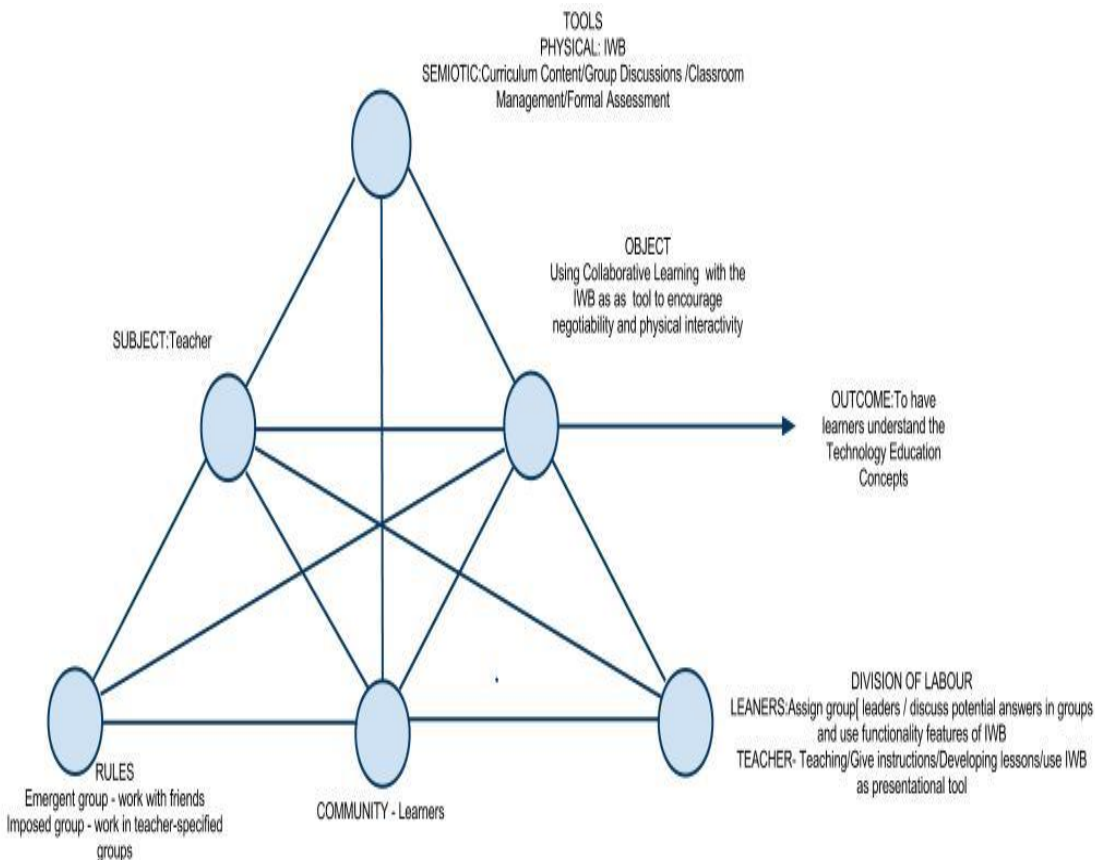 TOOLS
PHYSICAL: IWB
SEMIOTIC:Curriculum Content/Group Discussions /Classroom
Management/Formal Assessment
OBJECT
Using Collaborative Learning with the
IWB as as tool to encourage
negotiability and physical interactivity
SUBJECT:Teacher
OUTCOME:To have
learners understand the
Technology Education
Concepts
DIVISION OF LABOUR
LEANERS:Assign group[ leaders / discuss potential answers in groups
and use functionality features of IWB
TEACHER- Teaching/Give instructions/Developing lessons/use IWB
as presentational tool
RULES
Emergent group - work with friends
Imposed group - work in teacher-specified
groups
COMMUNITY - Learners